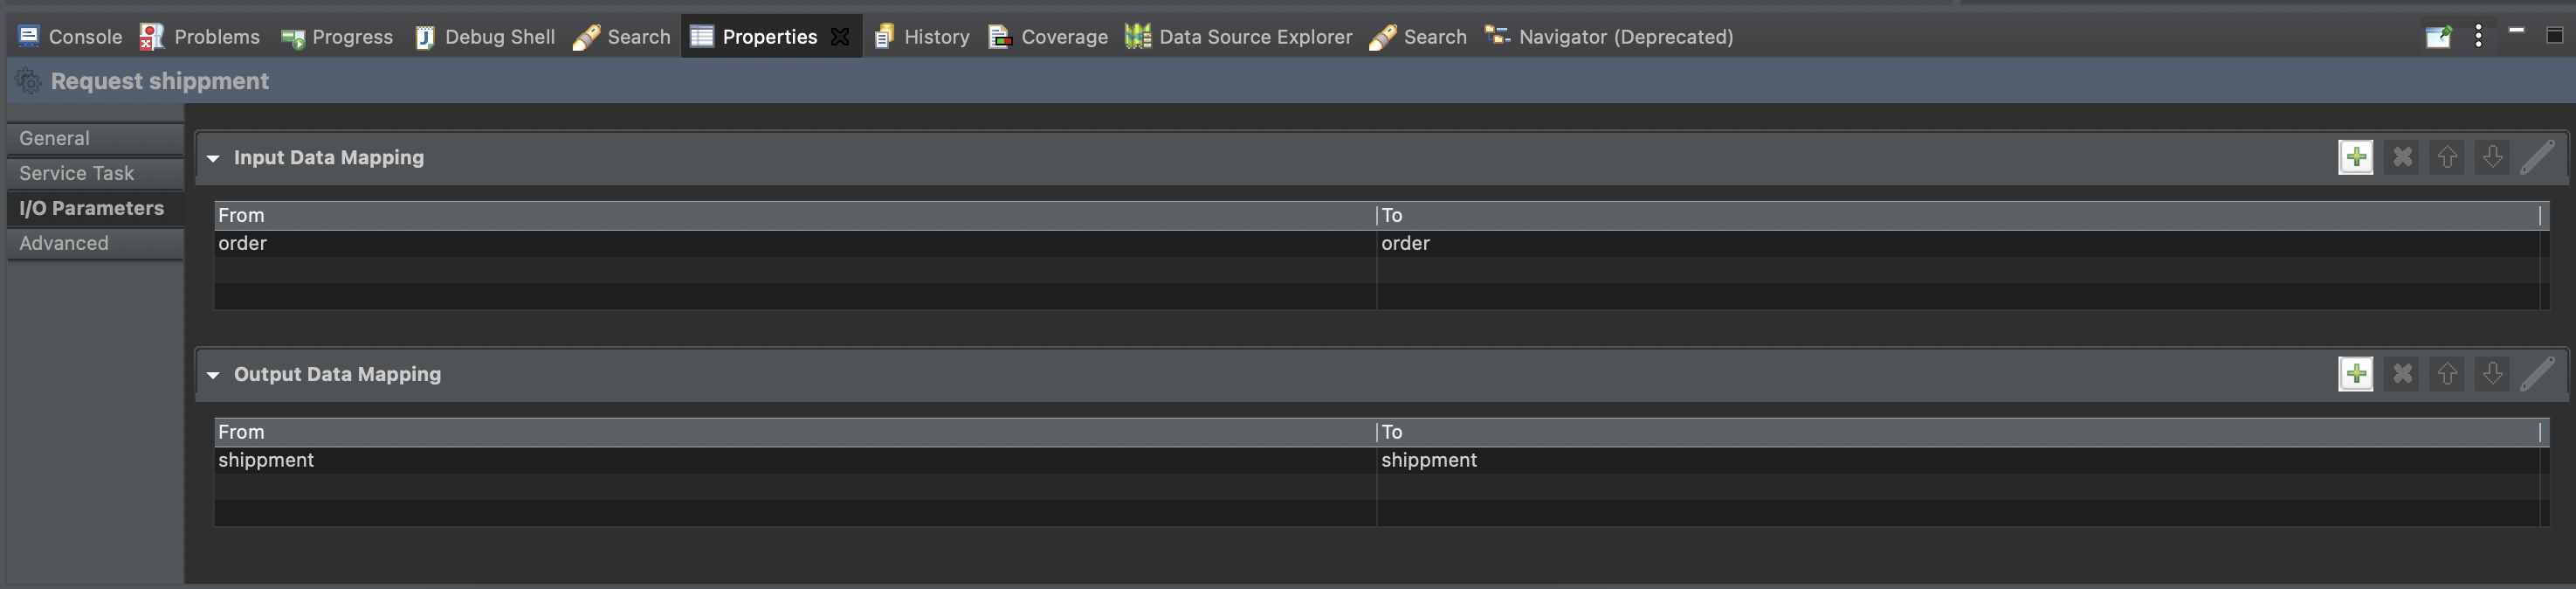 Console Problems Progress Debug Shell Search Properties History Coverage Data Source Explorer Search Navigator (Deprecated)
Request shippment
General
Service Task
I/O Parameters
Advanced
Input Data Mapping
From To
order order
Output Data Mapping
From To
shippment shippment